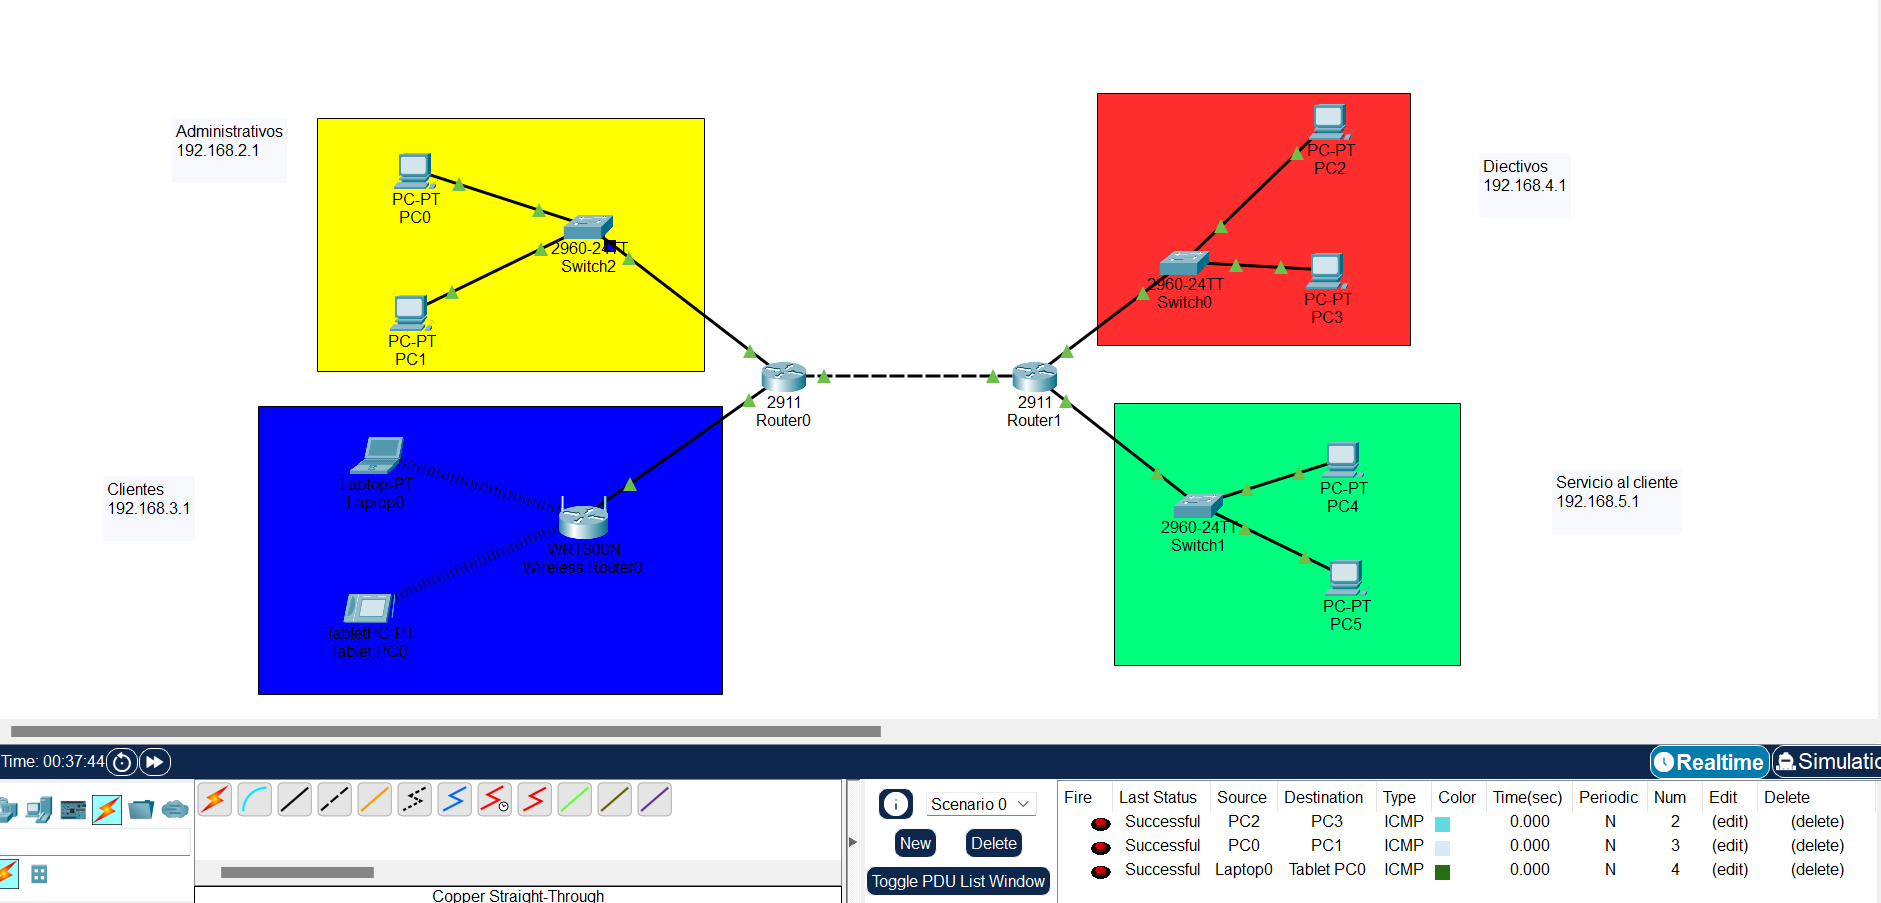 Administrativos
192.168.2.1
PC-PT
PC0
2960-24TT
Switch2
PC-PT
PC1
Clientes
192.168.3.1
Laptop-PT
Laptop0
WRT300N
Wireless Router0
TabletPC-PT
Tablet PC0
2911
Router0
2911
Router1
PC-PT
PC2
2960-24TT
Switch0
PC-PT
PC3
Diectivos
192.168.4.1
PC-PT
PC4
2960-24TT
Switch1
PC-PT
PC5
Servicio al cliente
192.168.5.1
Time: 00:37:44
Realtime
Simulatio
Scenario 0
New
Delete
Toggle PDU List Window
Copper Straight-Through
Fire Last Status Source Destination Type Color Time(sec) Periodic Num Edit Delete
Successful PC2 PC3 ICMP 0.000 N 2 (edit) (delete)
Successful PC0 PC1 ICMP 0.000 N 3 (edit) (delete)
Successful Laptop0 Tablet PC0 ICMP 0.000 N 4 (edit) (delete)